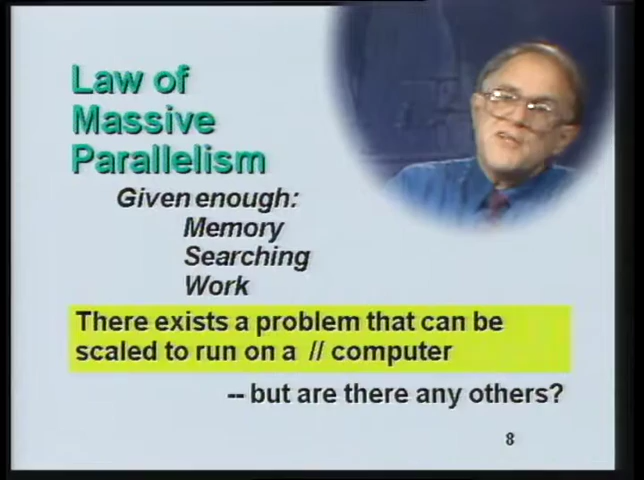 Law of
Massive
Parallelism
Given enough:
Memory
Searching
Work
There exists a problem that can be
scaled to run on a // computer
-- but are there any others?
8